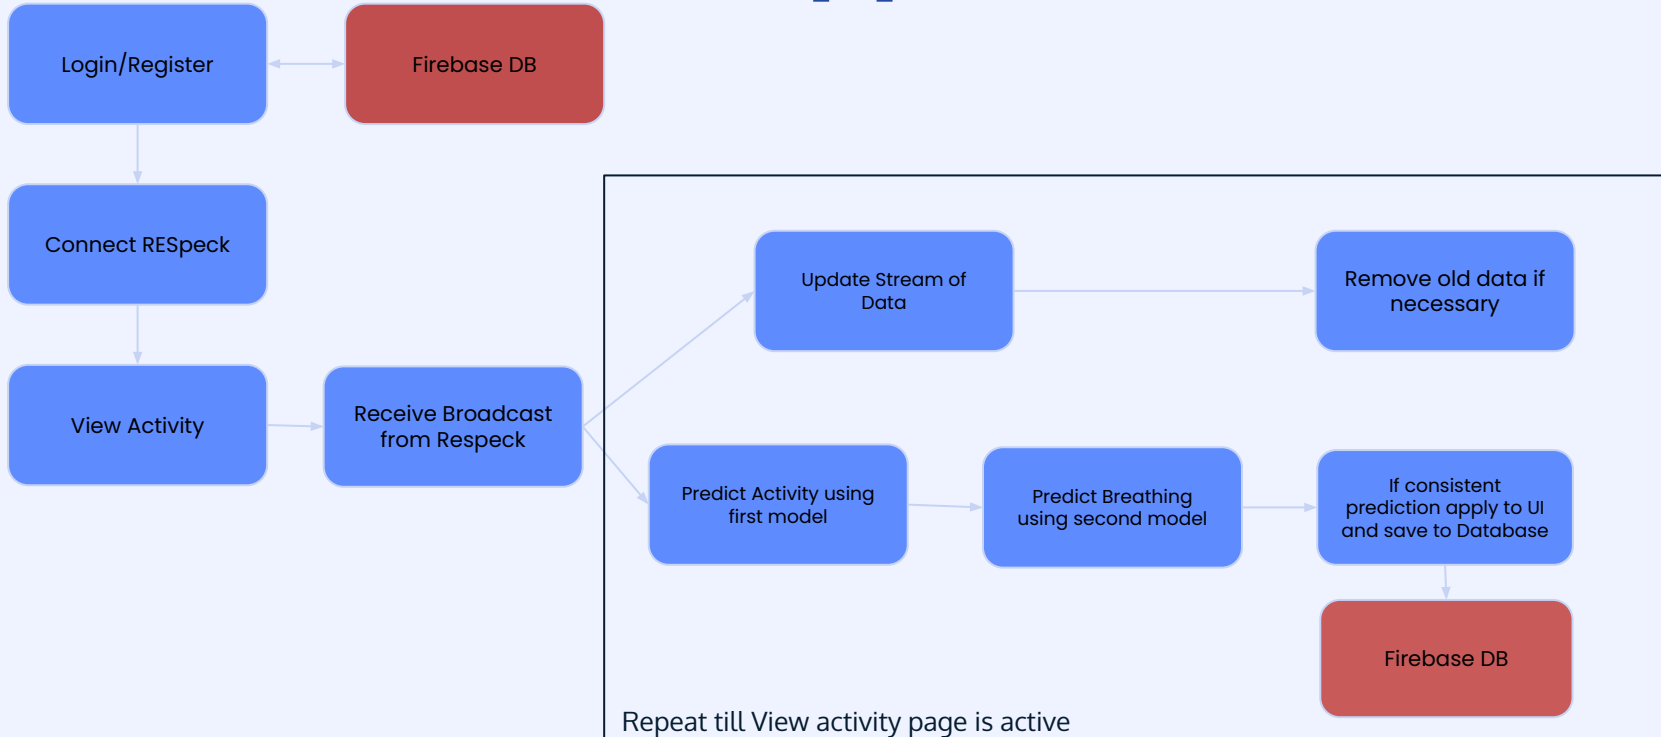 Login/Register
Firebase DB
Connect RESpeck
View Activity
Receive Broadcast
from Respeck
Update Stream of
Data
Remove old data if
necessary
Predict Activity using
first model
Predict Breathing
using second model
If consistent
prediction apply to UI
and save to Database
Firebase DB
Repeat till View activity page is active